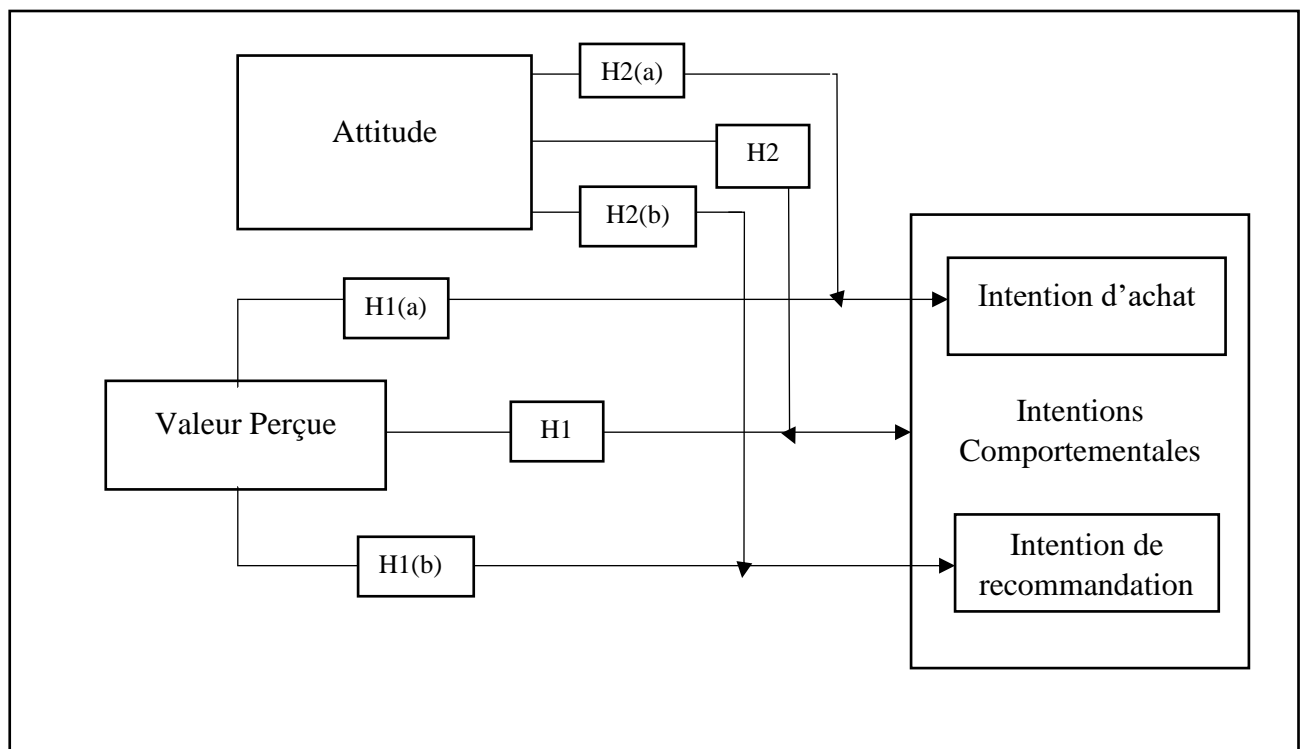 H2(a)
Attitude
H2
H2(b)
H1(a)
Intention d'achat
Valeur Perçue
H1
Intentions
Comportementales
H1(b)
Intention de
recommandation